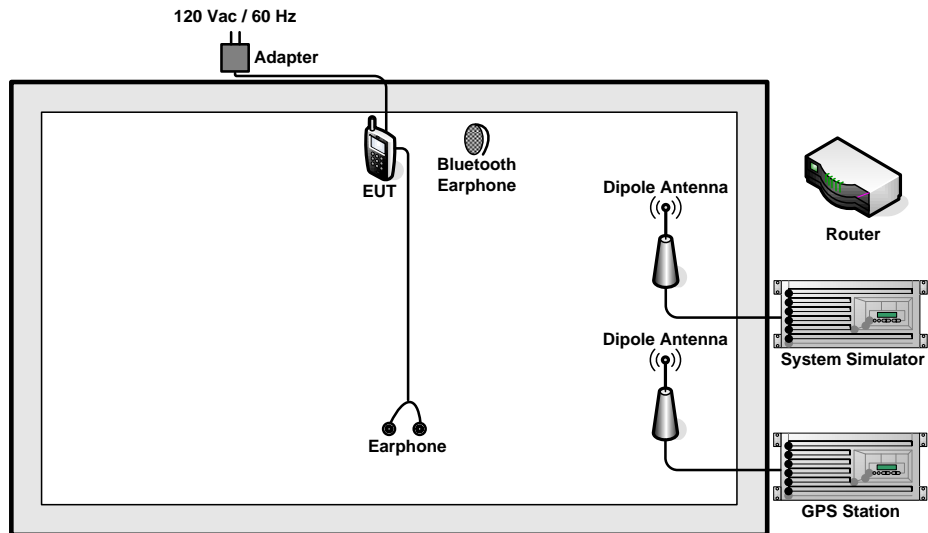 120 Vac / 60 Hz
Adapter
EUT
Bluetooth
Earphone
Dipole Antenna
Router
System Simulator
Dipole Antenna
Earphone
GPS Station